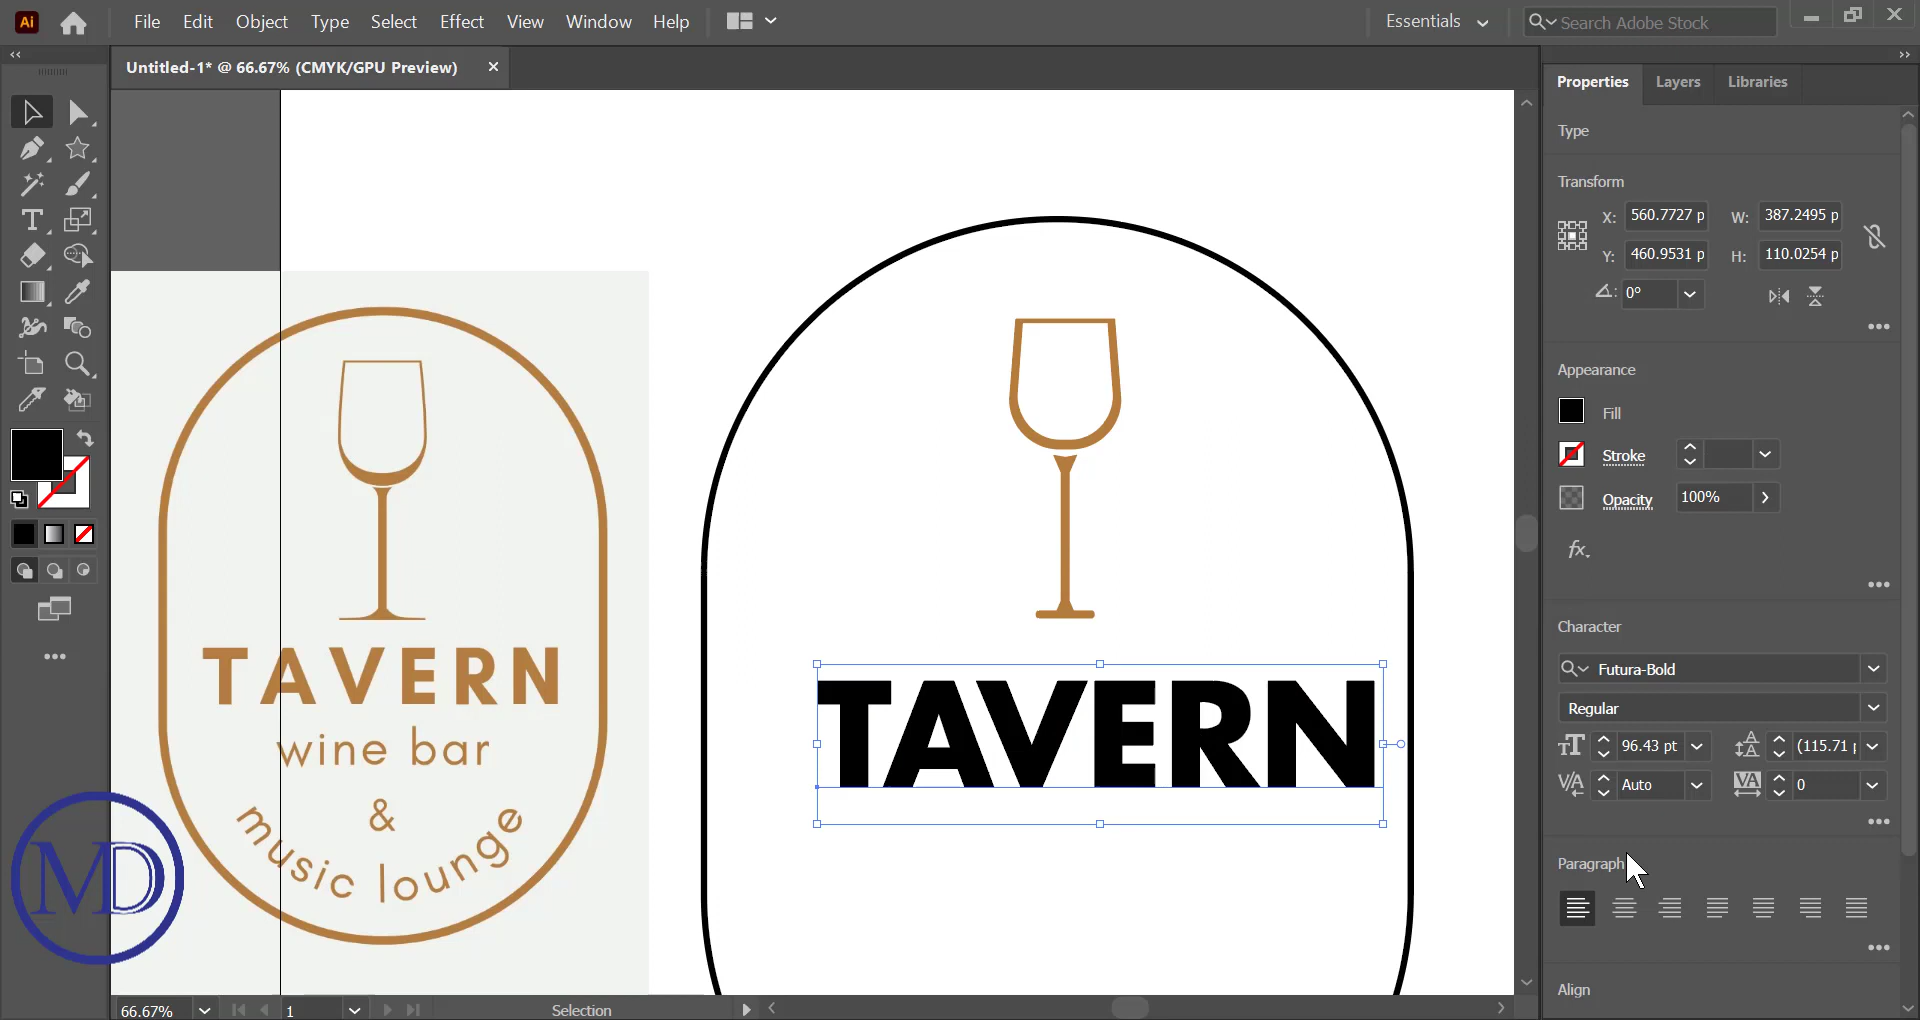 Ai File Edit Object Type Select Effect View Window Help Essentials Search Adobe Stock
Untitled-1* @ 66.67% (CMYK/GPU Preview)
Properties Layers Libraries
Type
Transform
X: 560.7727 p W: 387.2495 p
Y: 460.9531 p H: 110.0254 p
0°
Appearance
Fill
Stroke
Opacity 100%
fx.
Character
Futura-Bold
Regular
96.43 pt (115.71 p
Auto 0
Paragraph
Align
TAVERN
wine bar
&
music lounge
TAVERN
MD
66.67% 1 Selection